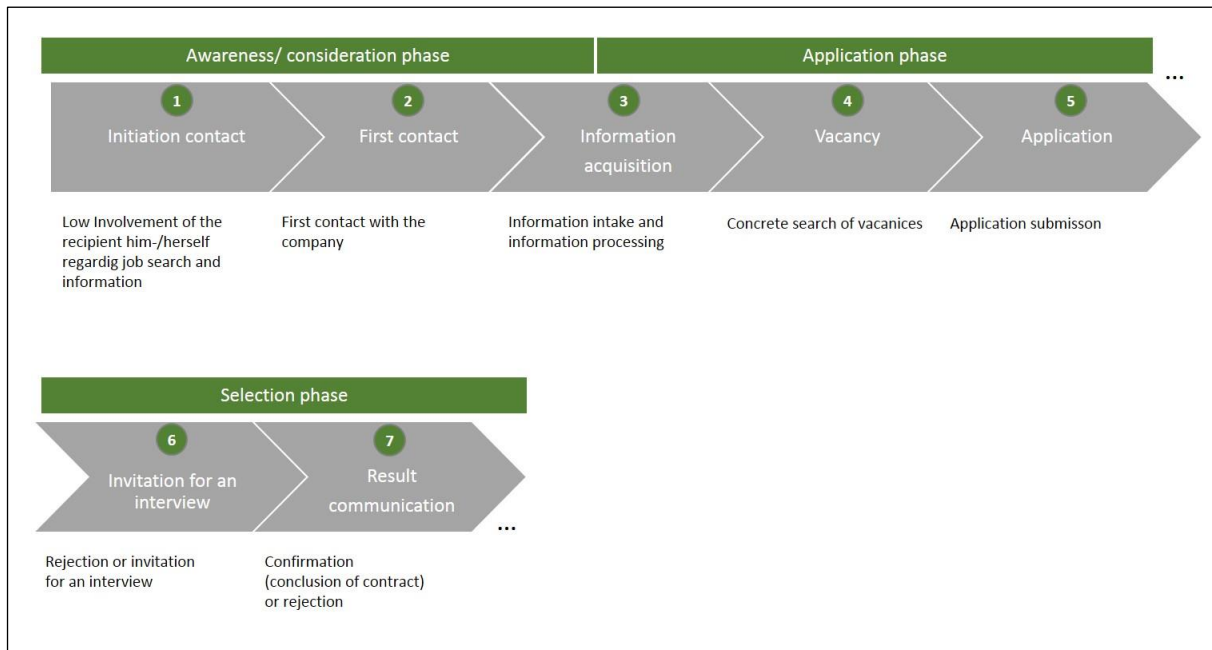 Awareness/ consideration phase
Application phase
...
1
Initiation contact
2
First contact
3
Information
acquisition
4
Vacancy
5
Application
Low Involvement of the
recipient him-/herself
regardig job search and
information
First contact with the
company
Information intake and
information processing
Concrete search of vacanices
Application submisson
Selection phase
6
Invitation for an
interview
7
Result
communication
...
Rejection or invitation
for an interview
Confirmation
(conclusion of contract)
or rejection